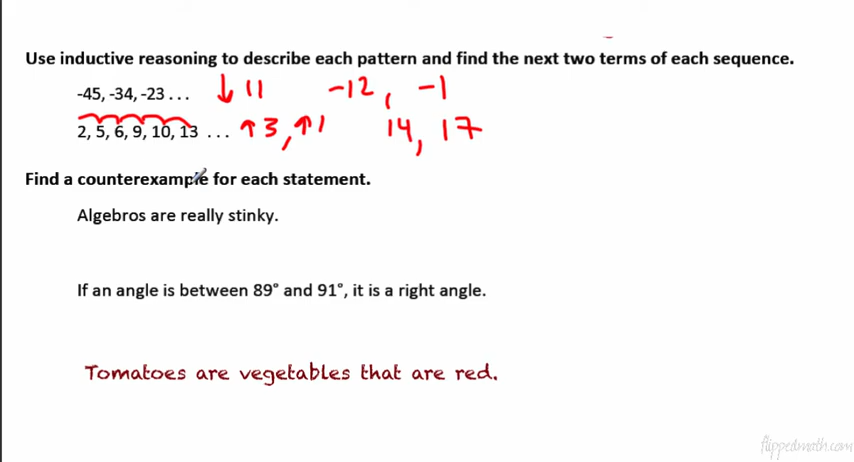 Use inductive reasoning to describe each pattern and find the next two terms of each sequence.
-45, -34, -23 . . . ↓ 11 -12, -1
2, 5, 6, 9, 10, 13 . . . ↑3, ↑1 14, 17
Find a counterexample for each statement.
Algebros are really stinky.
If an angle is between 89° and 91°, it is a right angle.
Tomatoes are vegetables that are red.
flippedmath.com